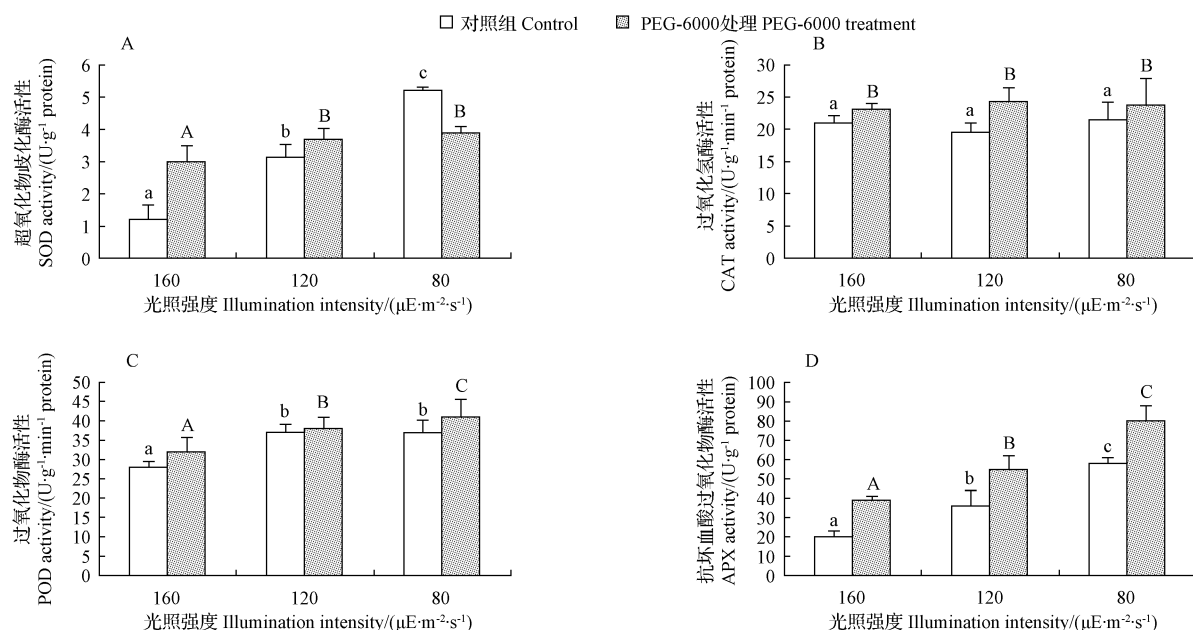 对照组 Control PEG-6000处理 PEG-6000 treatment
A
超氧化物歧化酶活性
SOD activity/(U·g⁻¹ protein)
6
5
4
3
2
1
0
a
A
b
B
c
B
160 120 80
光照强度 Illumination intensity/(μE·m⁻²·s⁻¹)
B
过氧化氢酶活性
CAT activity/(U·g⁻¹·min⁻¹ protein)
30
25
20
15
10
5
0
a
B
a
B
a
B
160 120 80
光照强度 Illumination intensity/(μE·m⁻²·s⁻¹)
C
过氧化物酶活性
POD activity/(U·g⁻¹·min⁻¹ protein)
50
45
40
35
30
25
20
15
10
5
0
a
A
b
B
b
C
160 120 80
光照强度 Illumination intensity/(μE·m⁻²·s⁻¹)
D
抗坏血酸过氧化物酶活性
APX activity/(U·g⁻¹ protein)
100
90
80
70
60
50
40
30
20
10
0
a
A
b
B
c
C
160 120 80
光照强度 Illumination intensity/(μE·m⁻²·s⁻¹)